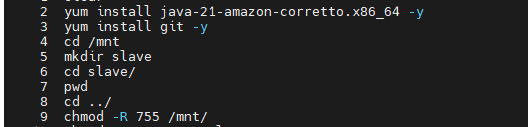 2 yum install java-21-amazon-corretto.x86_64 -y
3 yum install git -y
4 cd /mnt
5 mkdir slave
6 cd slave/
7 pwd
8 cd ../
9 chmod -R 755 /mnt/